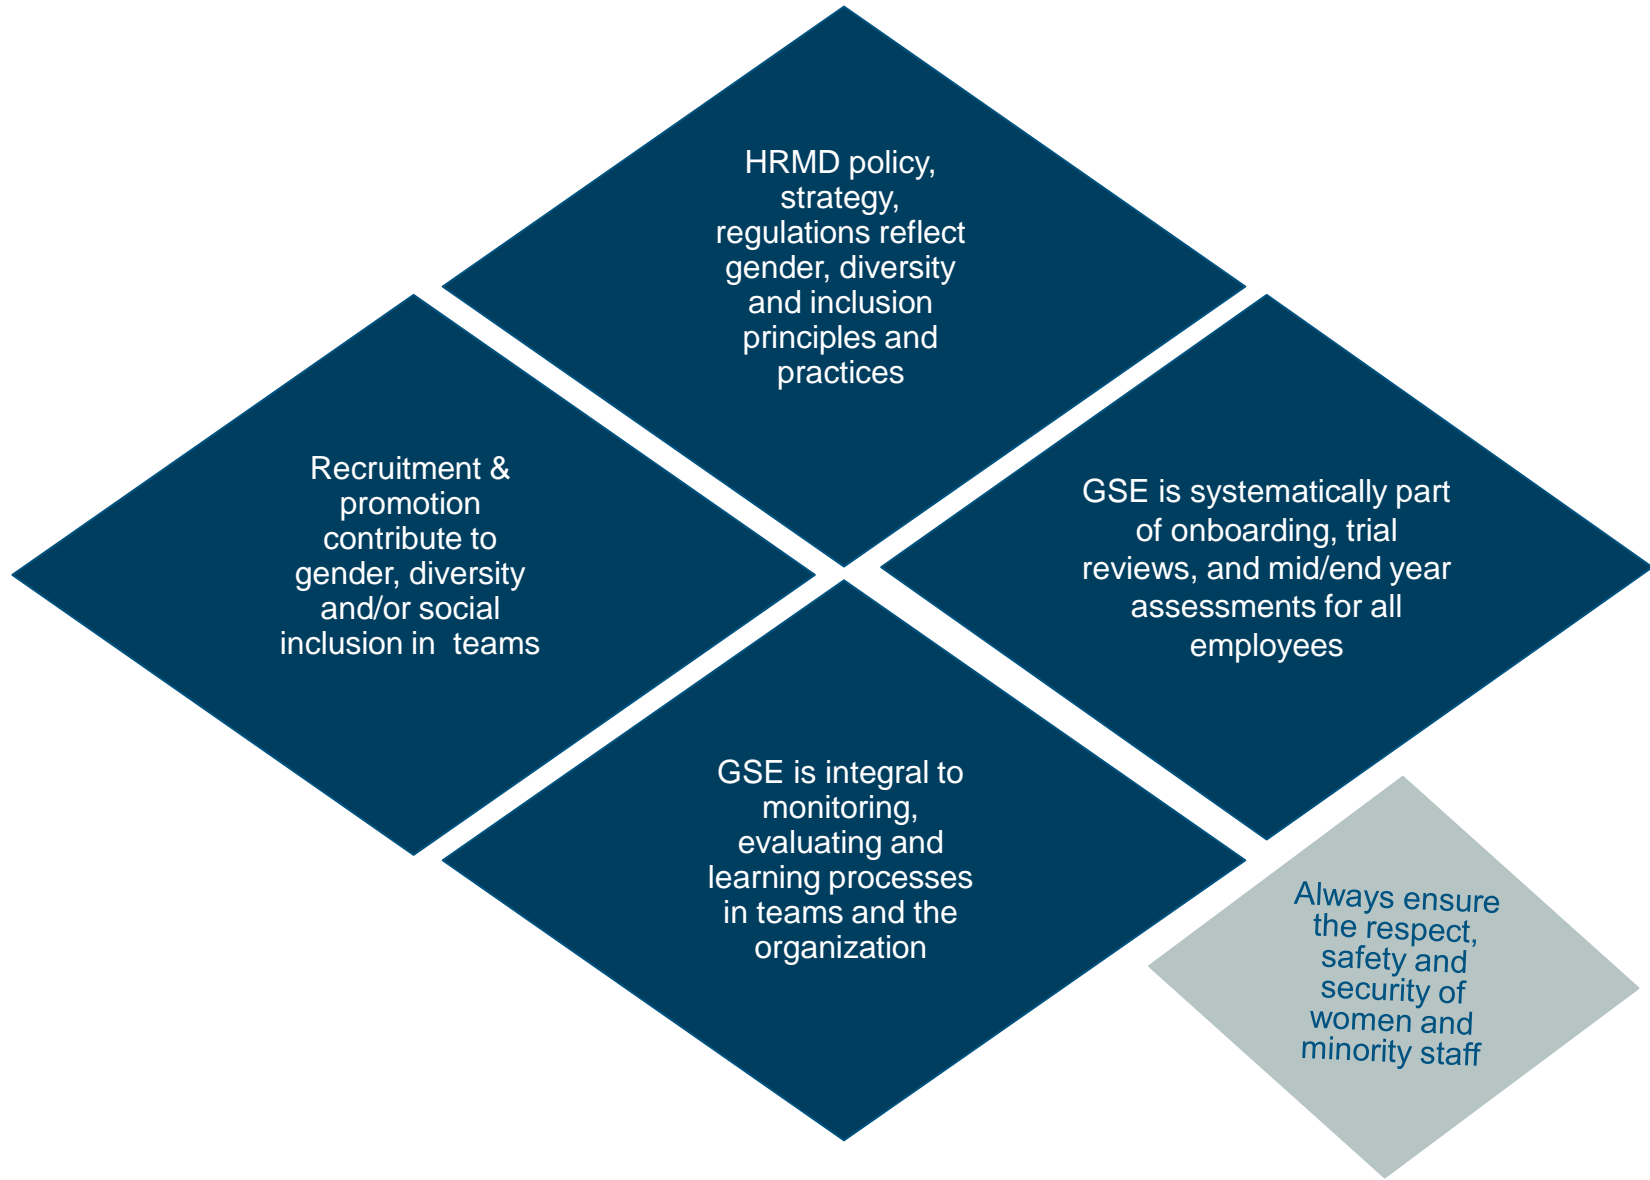 HRMD policy,
strategy,
regulations reflect
gender, diversity
and inclusion
principles and
practices
Recruitment &
promotion
contribute to
gender, diversity
and/or social
inclusion in  teams
GSE is systematically part
of onboarding, trial
reviews, and mid/end year
assessments for all
employees
GSE is integral to
monitoring,
evaluating and
learning processes
in teams and the
organization
Always ensure
the respect,
safety and
security of
women and
minority staff